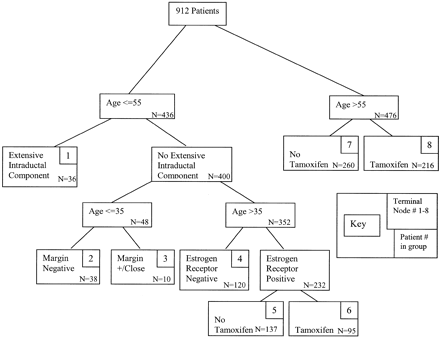 912 Patients
Age <=55
N=436
Age >55
N=476
Extensive
Intraductal
Component
1
N=36
No Extensive
Intraductal
Component
N=400
No
Tamoxifen
7
N=260
8
Tamoxifen
N=216
Age <=35
N=48
Age >35
N=352
Terminal
Node # 1-8
Key
Patient #
in group
Margin
Negative
2
N=38
Margin
+/Close
3
N=10
Estrogen
Receptor
Negative
4
N=120
Estrogen
Receptor
Positive
N=232
5
No
Tamoxifen
N=137
6
Tamoxifen
N=95